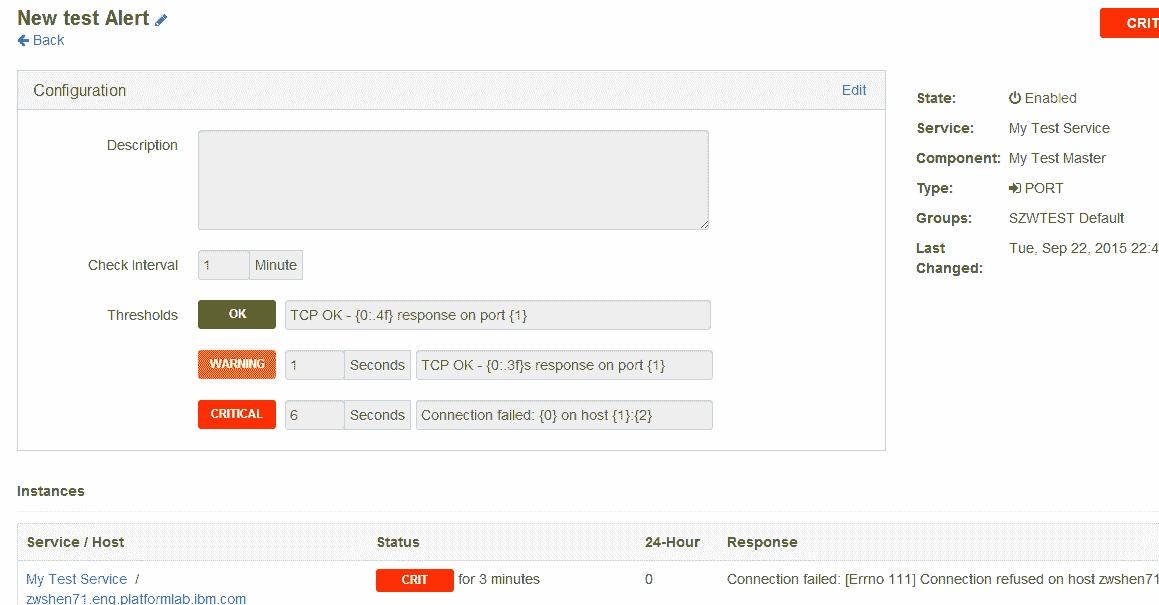 New test Alert
CRIT
Back
Configuration Edit
State: Enabled
Description
Service: My Test Service
Component: My Test Master
Type: PORT
Groups: SZWTEST Default
Last Changed: Tue, Sep 22, 2015 22:4
Check Interval 1 Minute
Thresholds OK TCP OK - {0:.4f} response on port {1}
WARNING 1 Seconds TCP OK - {0:.3f}s response on port {1}
CRITICAL 6 Seconds Connection failed: {0} on host {1}:{2}
Instances
Service / Host Status 24-Hour Response
My Test Service / CRIT for 3 minutes 0 Connection failed: [Errno 111] Connection refused on host zwshen71
zwshen71.eng.platformlab.ibm.com